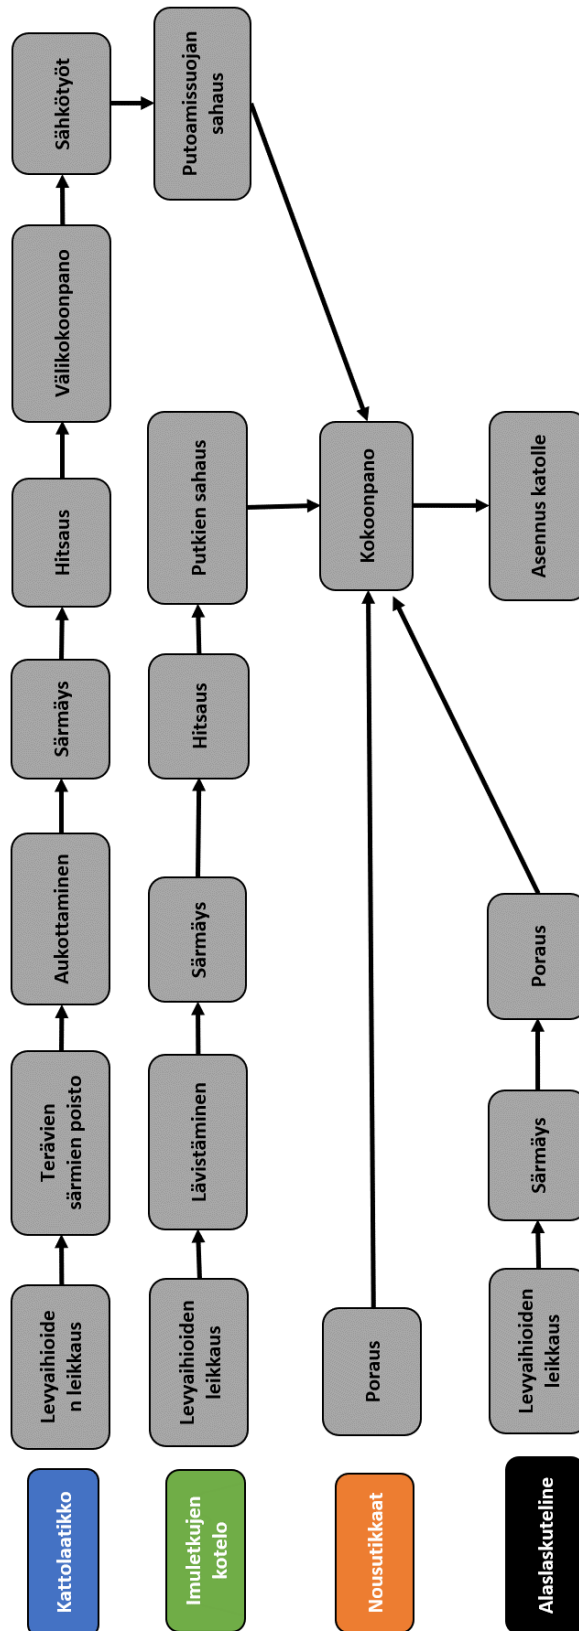 Kattolaatikko
Levyaihioide
n leikkaus
Terävien
särmien poisto
Aukottaminen
Särmäys
Hitsaus
Välikokoonpano
Sähkötyöt
Putoamissuojan
sahaus
Imuletkujen
kotelo
Levyaihioiden
leikkaus
Lävistäminen
Särmäys
Hitsaus
Putkien sahaus
Nousutikkaat
Poraus
Kokoonpano
Alaslaskuteline
Levyaihioiden
leikkaus
Särmäys
Poraus
Asennus katolle